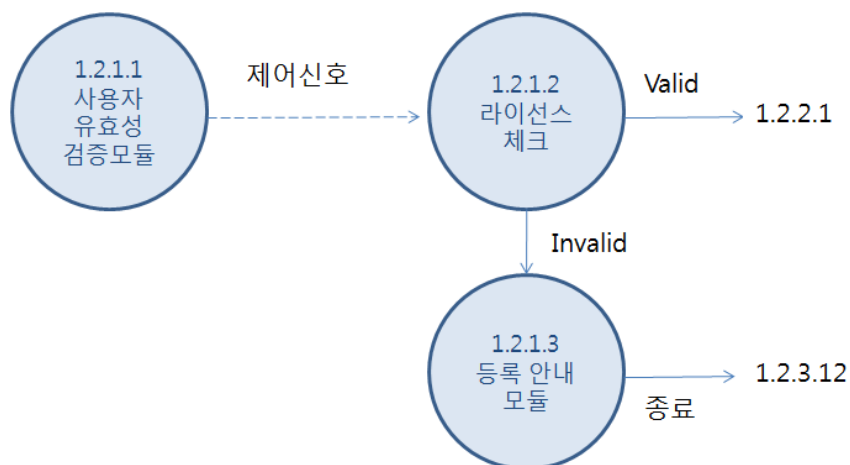 1.2.1.1
사용자
유효성
검증모듈
제어신호
1.2.1.2
라이선스
체크
Valid
1.2.2.1
Invalid
1.2.1.3
등록 안내
모듈
종료
1.2.3.12